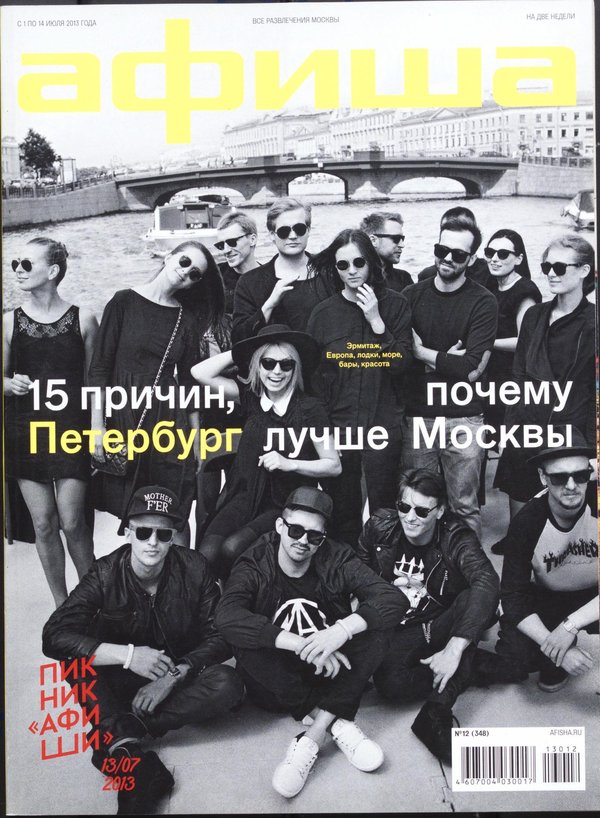 С 1 ПО 14 ИЮЛЯ 2013 ГОДА
ВСЕ РАЗВЛЕЧЕНИЯ МОСКВЫ
НА ДВЕ НЕДЕЛИ
афиша
Эрмитаж,
Европа, лодки, море,
бары, красота
15 причин, почему
Петербург лучше Москвы
MOTHER
F'ER
THRASHER
ПИК
НИК
«АФИ
ШИ»
13/07
2013
№12 (348)
AFISHA.RU
13012
4 607004 030017